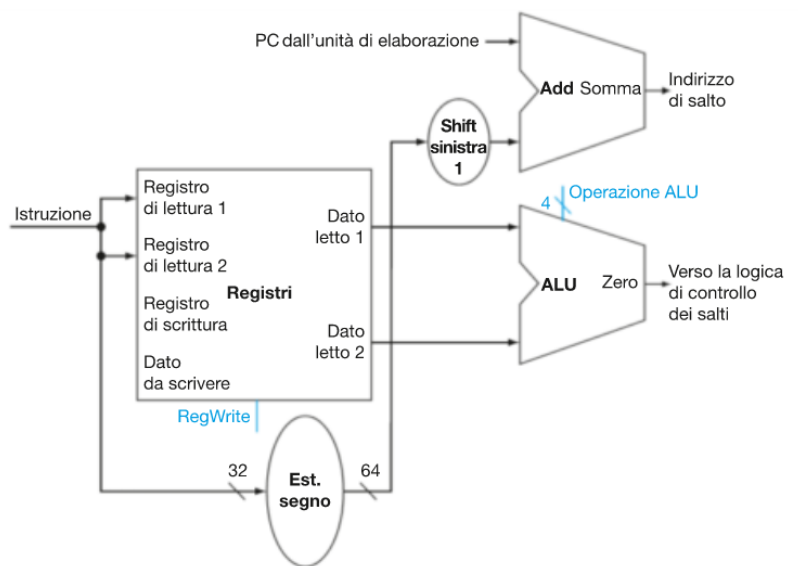 PC dall'unità di elaborazione
Add Somma
Indirizzo
di salto
Shift
sinistra
1
Operazione ALU
4
Istruzione
Registro
di lettura 1
Registro
di lettura 2
Registri
Registro
di scrittura
Dato
da scrivere
Dato
letto 1
Dato
letto 2
ALU
Zero
Verso la logica
di controllo
dei salti
RegWrite
32
Est.
segno
64